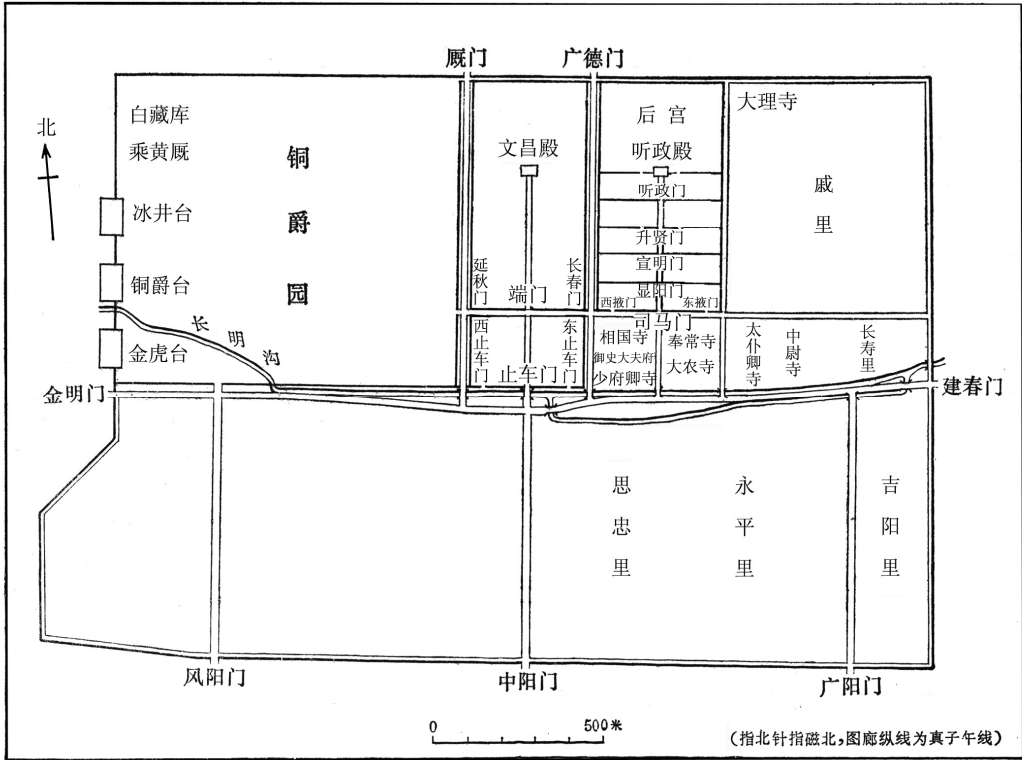 厩门
广德门
北
白藏库
乘黄厩
冰井台
铜爵台
金虎台
铜爵园
长明沟
文昌殿
后宫
听政殿
听政门
升贤门
宣明门
显阳门
西掖门
东掖门
司马门
大理寺
戚里
延秋门
端门
长春门
西止车门
止车门
东止车门
相国寺
御史大夫府
少府卿寺
奉常寺
大农寺
太仆卿寺
中尉寺
长寿里
金明门
建春门
思忠里
永平里
吉阳里
凤阳门
中阳门
广阳门
0 500米
(指北针指磁北,图廊纵线为真子午线)